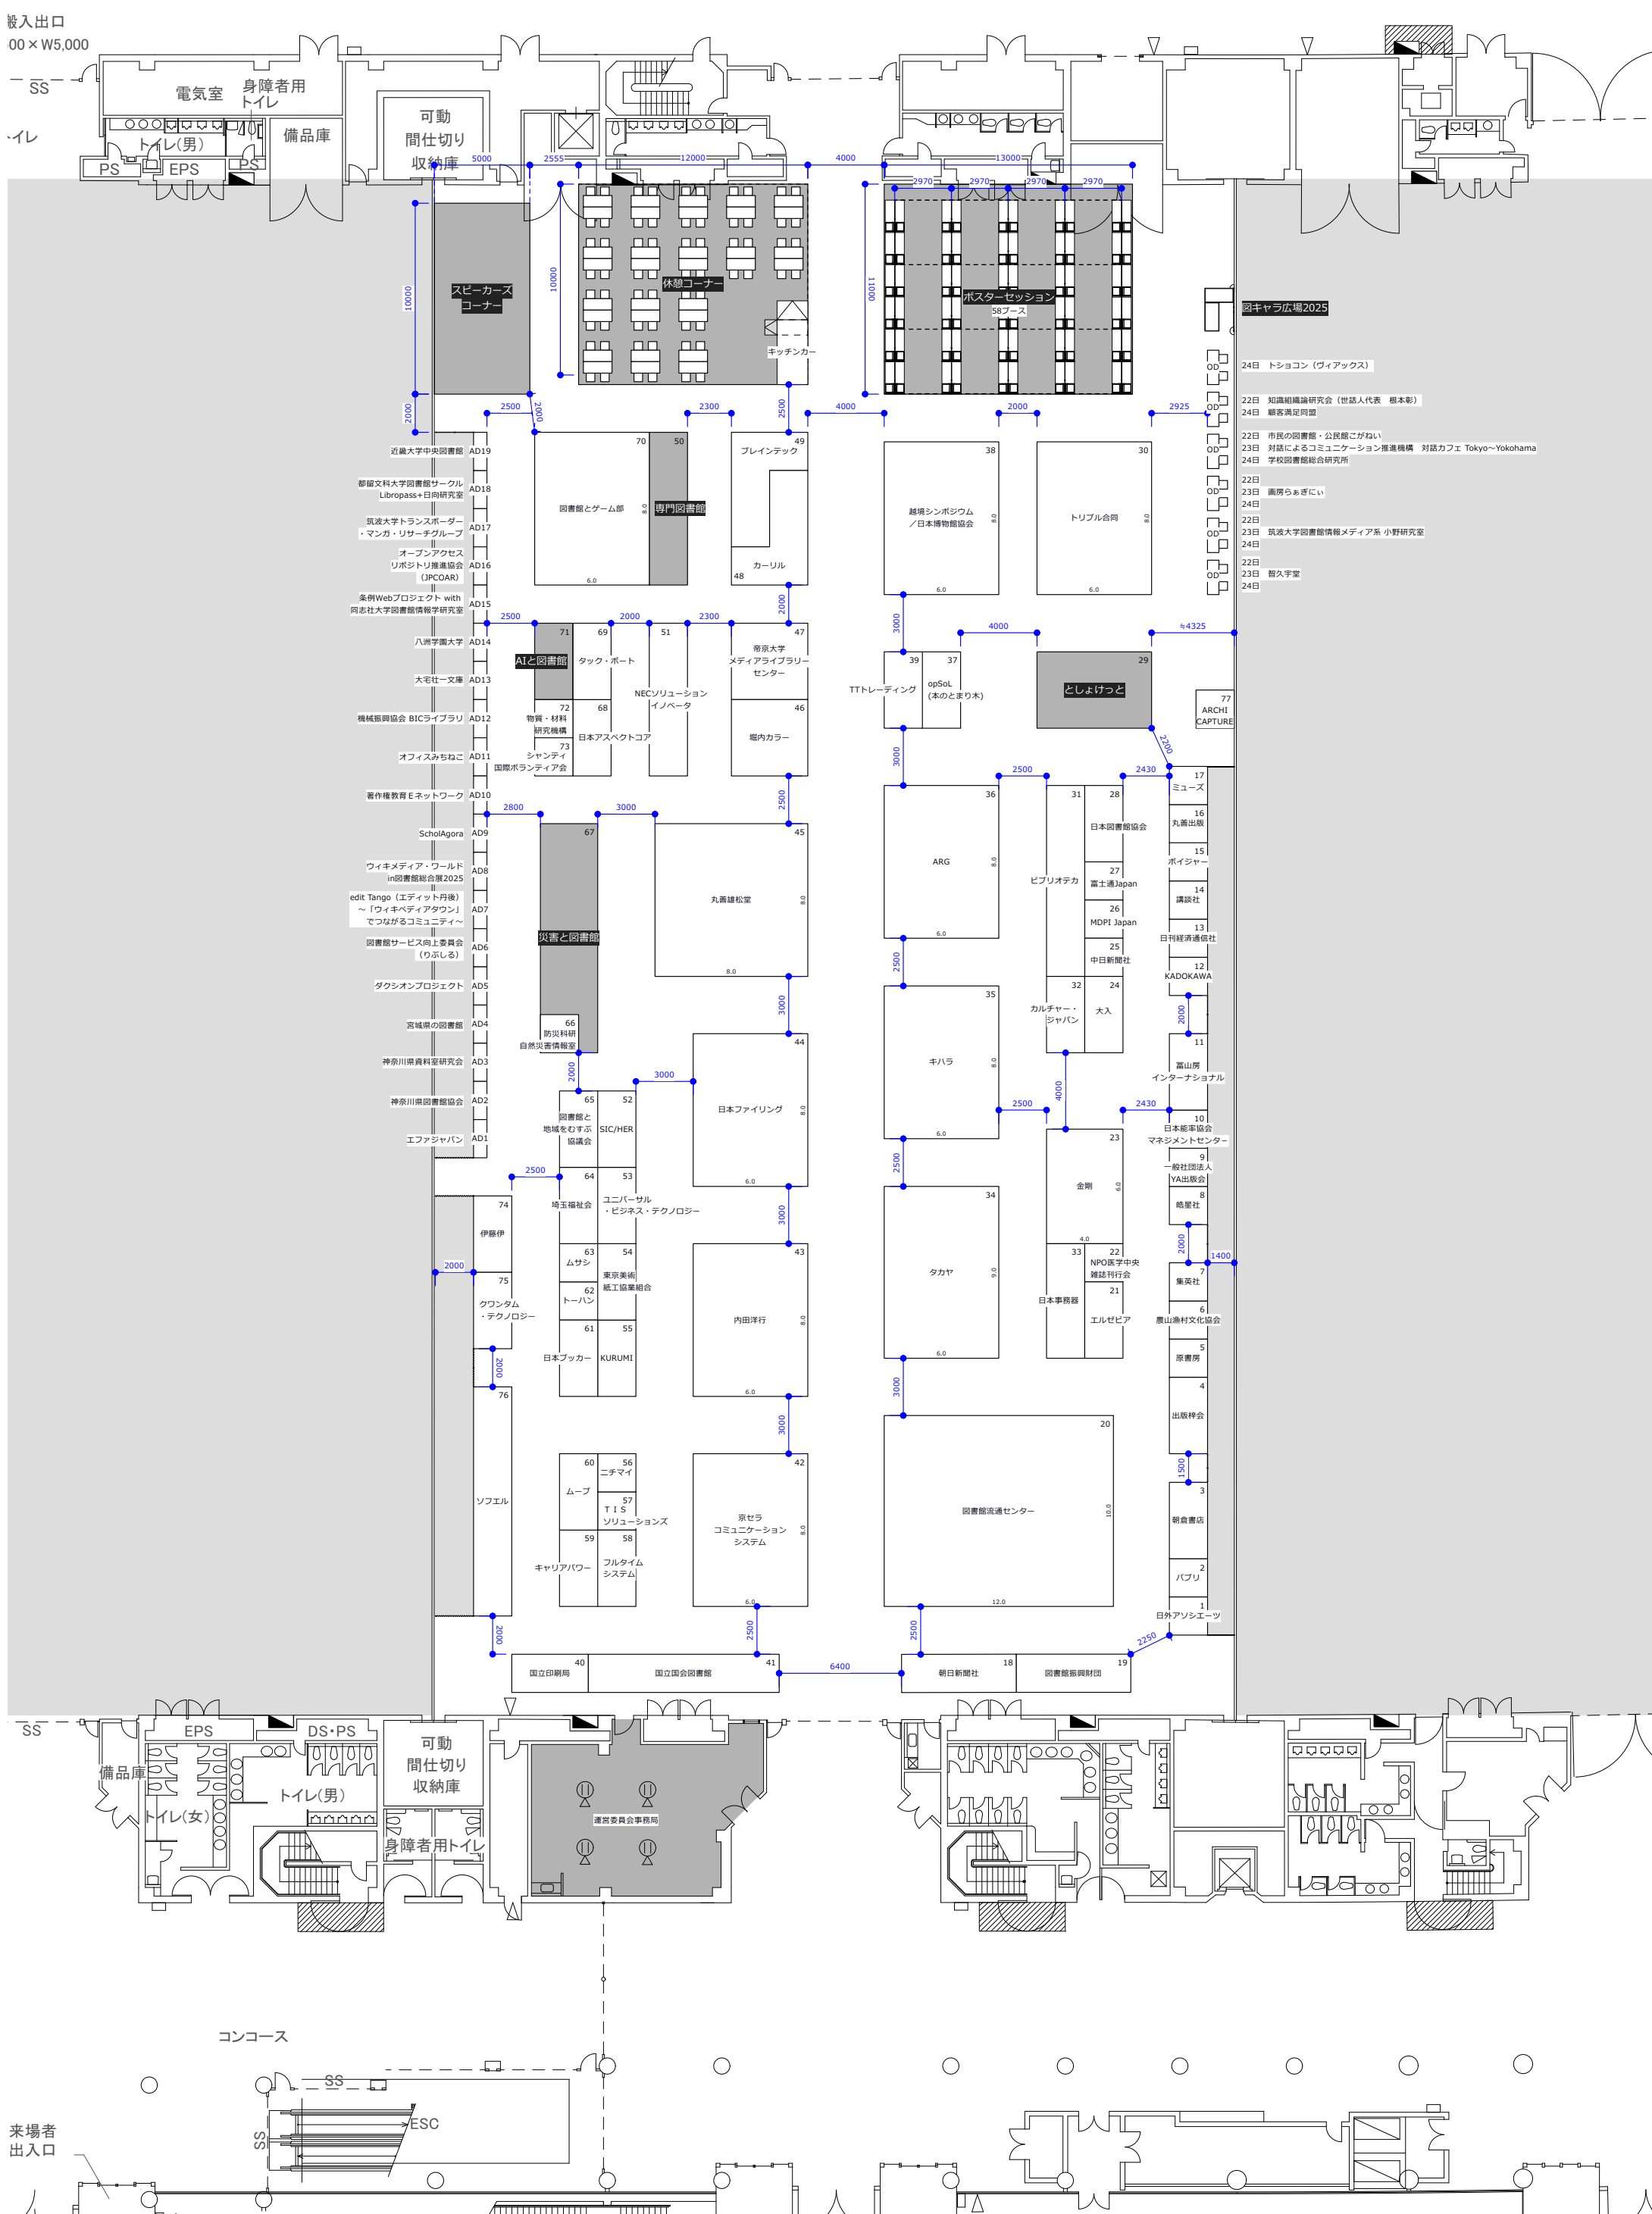 搬入出口
00×W5,000
SS
電気室
身障者用
トイレ
トイレ
トイレ(男)
備品庫
可動
間仕切り
収納庫
PS
EPS
PS
5000
2555
12000
4000
13000
2970
2970
2970
2970
10000
スピーカーズ
コーナー
10000
休憩コーナー
キッチンカー
11000
ポスターセッション
58ブース
図キャラ広場2025
OD
24日 トショコン（ヴィアックス）
OD
22日 知識組織論研究会（世話人代表 根本彰）
24日 顧客満足同盟
OD
22日 市民の図書館・公民館こがねい
23日 対話によるコミュニケーション推進機構 対話カフェ Tokyo～Yokohama
24日 学校図書館総合研究所
OD
22日
23日 画房らぁぎにぃ
24日
OD
22日
23日 筑波大学図書館情報メディア系 小野研究室
24日
OD
22日
23日 智久宇堂
24日
2000
2500
2000
2300
2500
4000
2000
2925
近畿大学中央図書館 AD19
都留文科大学図書館サークル
Libropass+日向研究室
AD18
筑波大学トランスポーター
・マンガ・リサーチグループ
AD17
オープンアクセス
リポジトリ推進協会
（JPCOAR）
AD16
条例Webプロジェクト with
同志社大学図書館情報学研究室
AD15
八洲学園大学 AD14
大宅壮一文庫 AD13
機械振興協会 BICライブラリ AD12
オフィスみちねこ AD11
著作権教育Ｅネットワーク AD10
ScholAgora AD9
ウィキメディア・ワールド
in図書館総合展2025
AD8
edit Tango（エディット丹後）
～「ウィキペディアタウン」
でつながるコミュニティ～
AD7
図書館サービス向上委員会
（りぶしる）
AD6
ダクシオンプロジェクト AD5
宮城県の図書館 AD4
神奈川県資料室研究会 AD3
神奈川県図書館協会 AD2
エファジャパン AD1
70
図書館とゲーム部
8.0
6.0
50
専門図書館
49
ブレインテック
カーリル
48
38
越境シンポジウム
／日本博物館協会
8.0
6.0
30
トリプル合同
8.0
6.0
2000
3000
2500
2000
2300
4000
≒4325
71
AIと図書館
69
タック・ポート
51
NECソリューション
イノベータ
47
帝京大学
メディアライブラリー
センター
72
物質・材料
研究機構
68
日本アスペクトコア
73
シャンティ
国際ボランティア会
46
堀内カラー
39
TTトレーディング
37
opSoL
(本のとまり木)
29
としょけっと
77
ARCHI
CAPTURE
2200
3000
2500
2500
2430
2800
3000
67
災害と図書館
66
防災科研
自然災害情報室
45
丸善雄松堂
8.0
8.0
36
ARG
8.0
6.0
31
ビブリオテカ
28
日本図書館協会
27
富士通Japan
26
MDPI Japan
25
中日新聞社
32
カルチャー・
ジャパン
24
大入
17
ミューズ
16
丸善出版
15
ボイジャー
14
講談社
13
日刊経済通信社
12
KADOKAWA
2000
11
冨山房
インターナショナル
10
日本能率協会
マネジメントセンター
9
一般社団法人
YA出版会
8
皓星社
2000
1400
7
集英社
6
農山漁村文化協会
5
原書房
4
出版梓会
1500
3
朝倉書店
2
パブリ
1
日外アソシエーツ
2250
3000
2500
2000
3000
44
日本ファイリング
8.0
6.0
35
キハラ
8.0
6.0
4000
2500
2430
2500
65
図書館と
地域をむすぶ
協議会
52
SIC/HER
64
埼玉福祉会
53
ユニバーサル
・ビジネス・テクノロジー
63
ムサシ
54
東京美術
紙工協業組合
62
トーハン
61
日本ブッカー
55
KURUMI
2500
74
伊藤伊
2000
75
クワンタム
・テクノロジー
2000
76
ソフエル
2000
3000
43
内田洋行
8.0
6.0
3000
34
タカヤ
9.0
6.0
3000
23
金剛
6.0
4.0
33
日本事務器
22
NPO医学中央
雑誌刊行会
21
エルゼビア
60
ムーブ
56
ニチマイ
57
ＴＩＳ
ソリューションズ
59
キャリアパワー
58
フルタイム
システム
42
京セラ
コミュニケーション
システム
8.0
6.0
20
図書館流通センター
10.0
12.0
2500
2500
40
国立印刷局
41
国立国会図書館
6400
18
朝日新聞社
19
図書館振興財団
SS
EPS
DS・PS
備品庫
トイレ(女)
トイレ(男)
可動
間仕切り
収納庫
身障者用トイレ
運営委員会事務局
コンコース
SS
SS
ESC
来場者
出入口